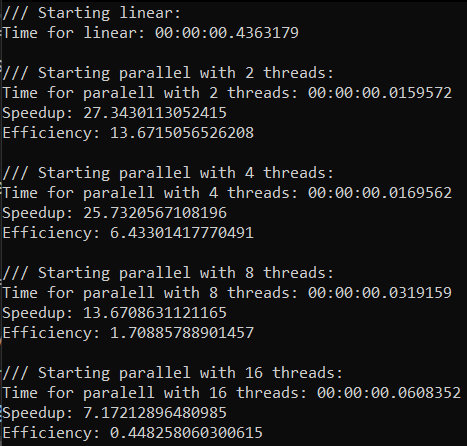 /// Starting linear:
Time for linear: 00:00:00.4363179
/// Starting parallel with 2 threads:
Time for paralell with 2 threads: 00:00:00.0159572
Speedup: 27.3430113052415
Efficiency: 13.6715056526208
/// Starting parallel with 4 threads:
Time for paralell with 4 threads: 00:00:00.0169562
Speedup: 25.7320567108196
Efficiency: 6.43301417770491
/// Starting parallel with 8 threads:
Time for paralell with 8 threads: 00:00:00.0319159
Speedup: 13.6708631121165
Efficiency: 1.70885788901457
/// Starting parallel with 16 threads:
Time for paralell with 16 threads: 00:00:00.0608352
Speedup: 7.17212896480985
Efficiency: 0.448258060300615